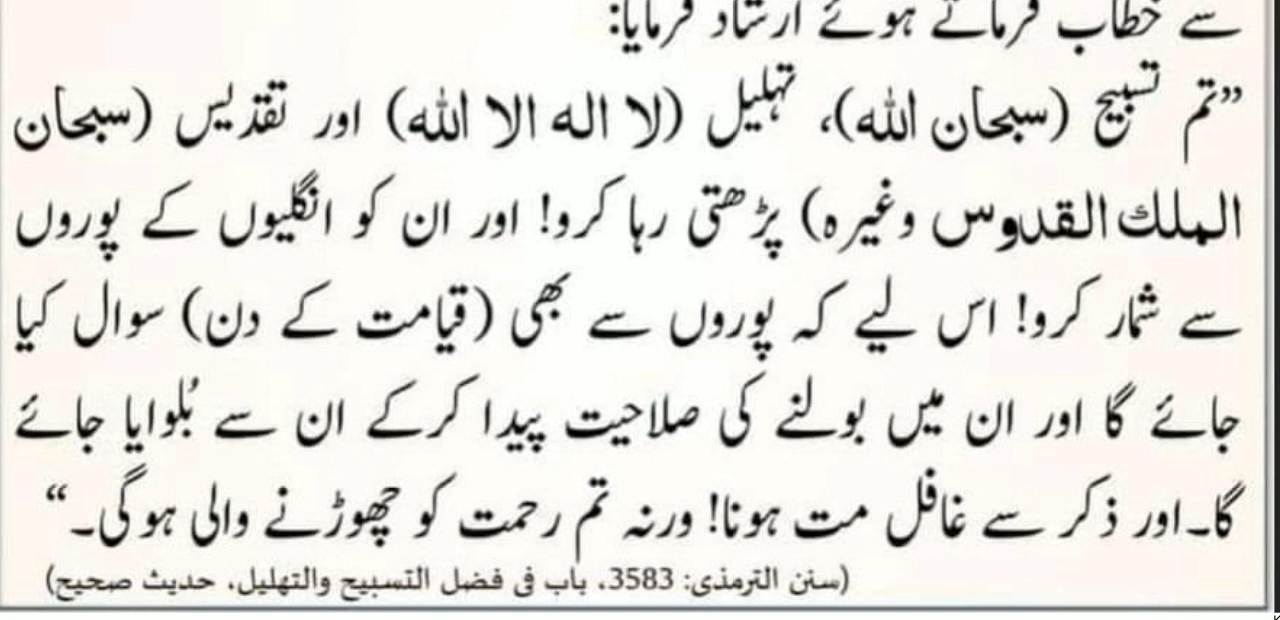 سے خطاب فرماتے ہوئے ارشاد فرمایا:
”تم تسبیح (سبحان اللہ)، تہلیل (لا الہ الا اللہ) اور تقدیس (سبحان
الملك القدوس وغیرہ) پڑھتی رہا کرو! اور ان کو انگلیوں کے پوروں
سے شمار کرو! اس لیے کہ پوروں سے بھی (قیامت کے دن) سوال کیا
جائے گا اور ان میں بولنے کی صلاحیت پیدا کرکے ان سے بُلوایا جائے
گا۔اور ذکر سے غافل مت ہونا! ورنہ تم رحمت کو چھوڑنے والی ہوگی۔“
(سنن الترمذی: 3583، باب فی فضل التسبیح والتھلیل، حدیث صحیح)